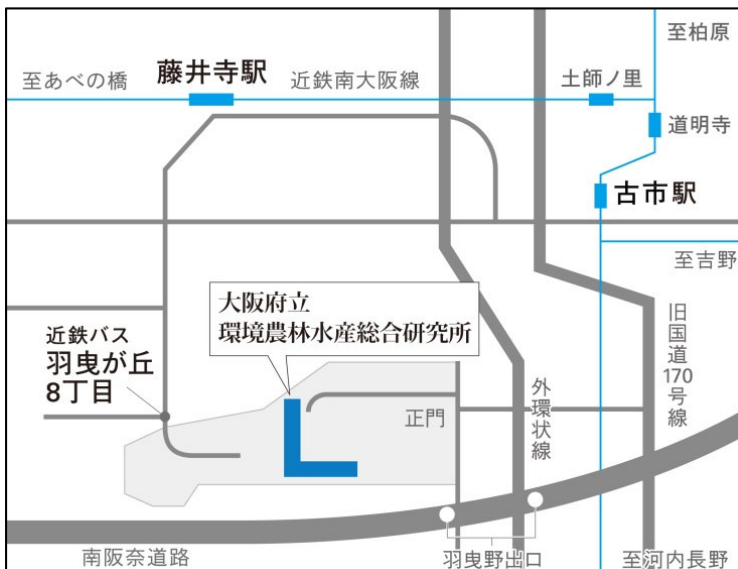 至柏原
藤井寺駅
至あべの橋
近鉄南大阪線
土師ノ里
道明寺
古市駅
至吉野
大阪府立
環境農林水産総合研究所
近鉄バス
羽曳が丘
8丁目
正門
外環状線
旧国道170号線
南阪奈道路
羽曳野出口
至河内長野